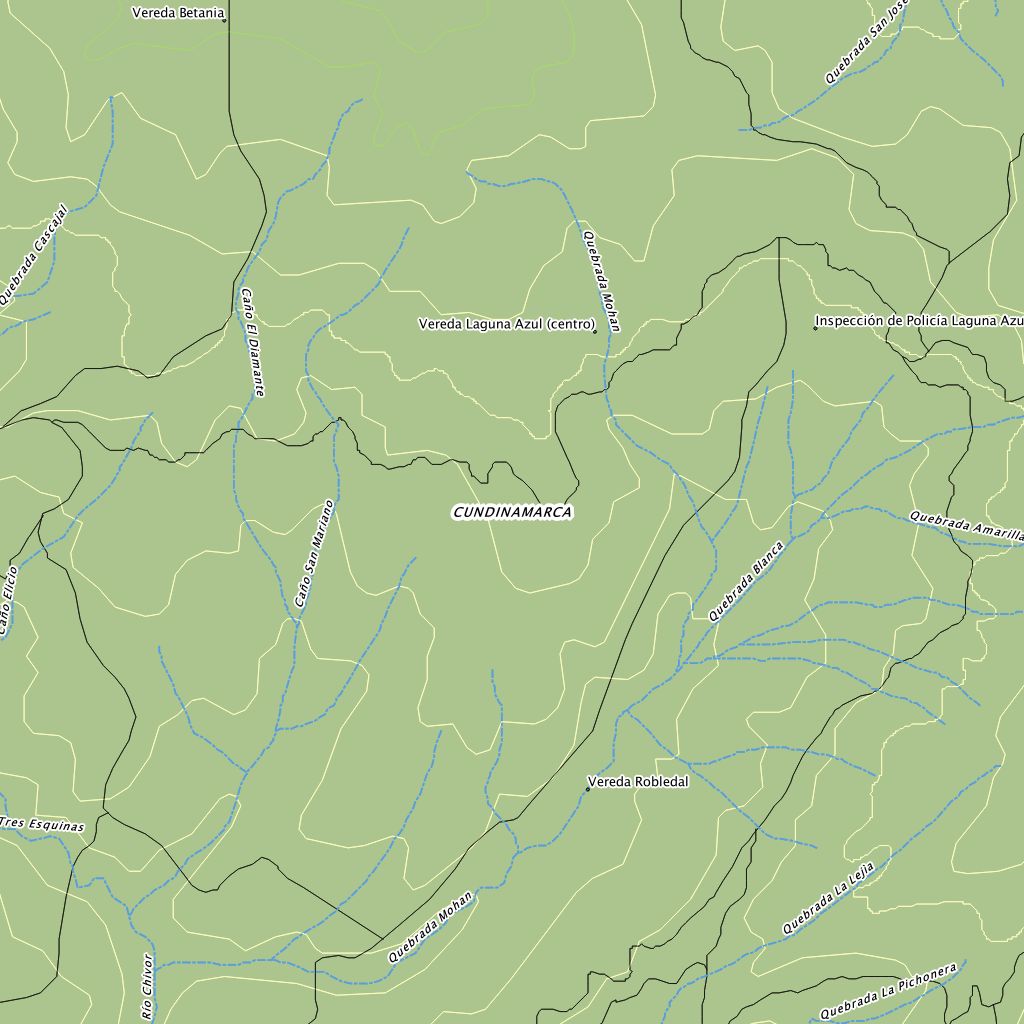 Vereda Betania
Quebrada San José
Quebrada Cascajal
Quebrada Mohan
Caño El Diamante
Vereda Laguna Azul (centro)
Inspección de Policía Laguna Azu
CUNDINAMARCA
Caño San Mariano
Quebrada Amarilla
Quebrada Blanca
Caño Elicio
Vereda Robledal
Tres Esquinas
Quebrada La Lejia
Quebrada Mohan
Río Chivor
Quebrada La Pichonera